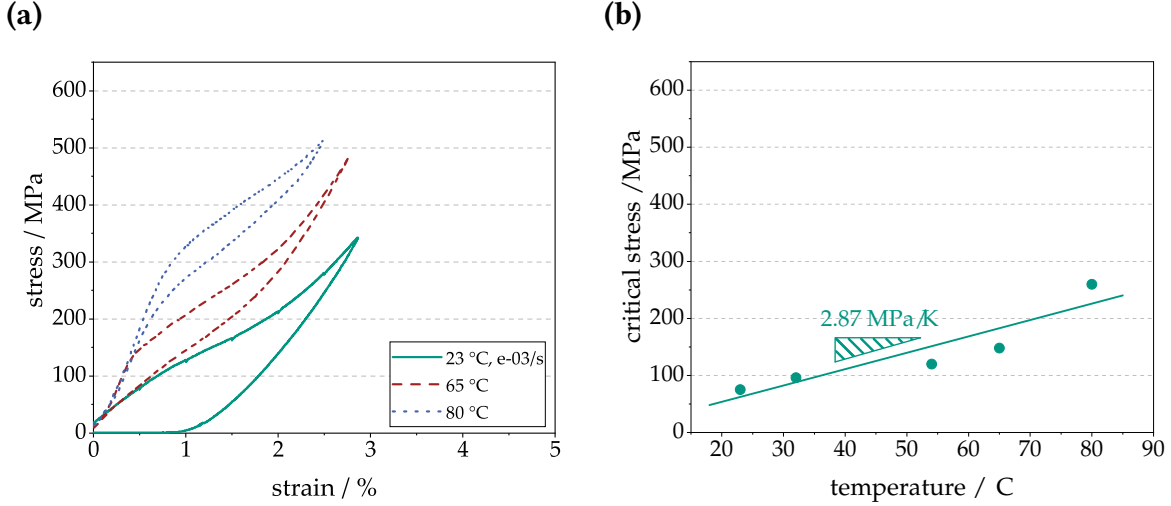 (a)
600
500
400
300
200
100
0
stress / MPa
23 °C, e-03/s
65 °C
80 °C
0 1 2 3 4 5
strain / %
(b)
600
500
400
300
200
100
0
critical stress /MPa
2.87 MPa/K
20 30 40 50 60 70 80 90
temperature / C